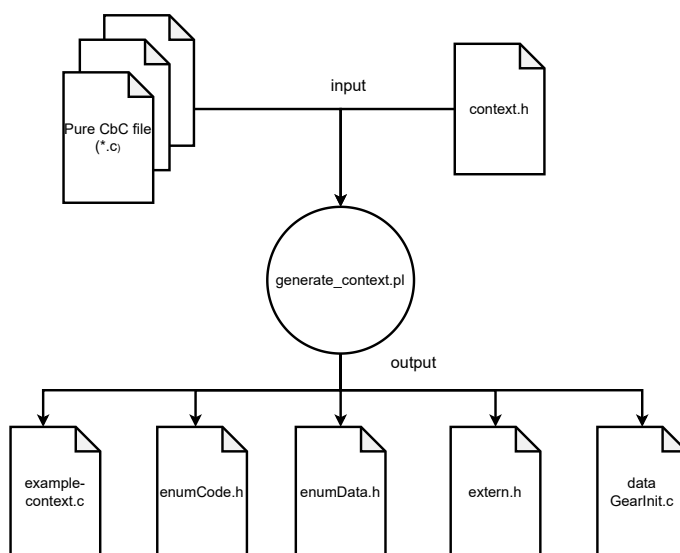 input
Pure CbC file
(*.c)
context.h
generate_context.pl
output
example-
context.c
enumCode.h
enumData.h
extern.h
data
GearInit.c